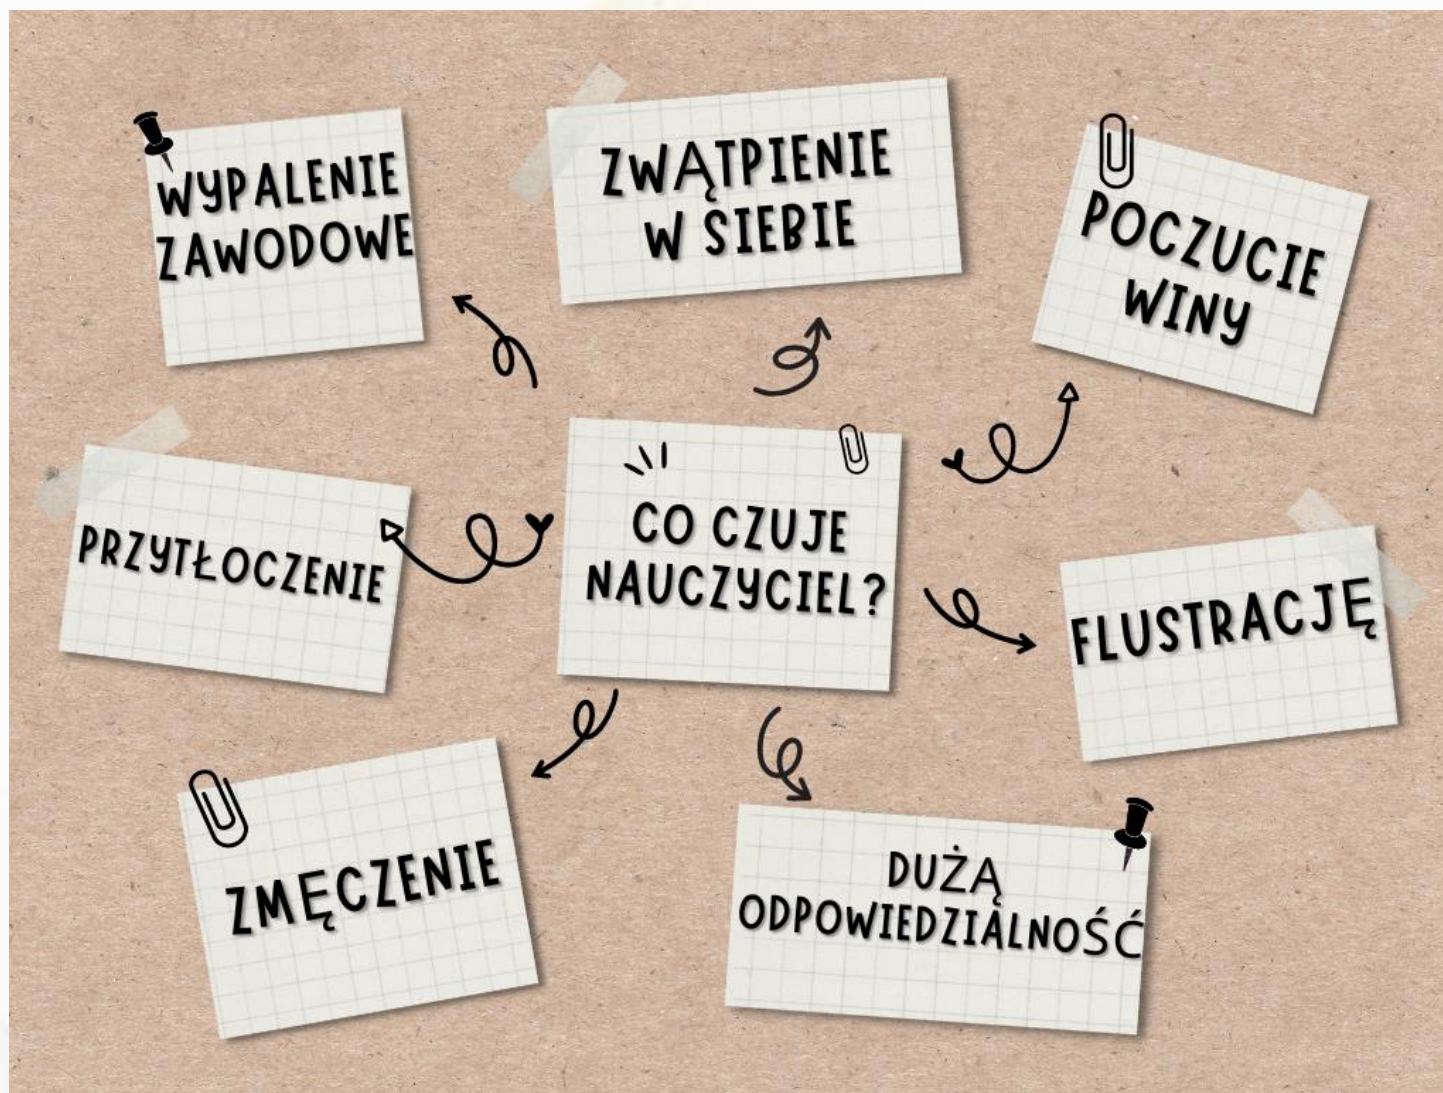 WYPALENIE
ZAWODOWE
ZWĄTPIENIE
W SIEBIE
POCZUCIE
WINY
PRZYTŁOCZENIE
CO CZUJE
NAUCZYCIEL?
FLUSTRACJĘ
ZMĘCZENIE
DUŻĄ
ODPOWIEDZIALNOŚĆ